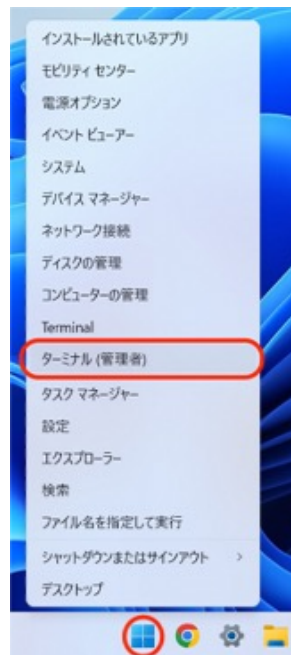 インストールされているアプリ
モビリティ センター
電源オプション
イベント ビューアー
システム
デバイス マネージャー
ネットワーク接続
ディスクの管理
コンピューターの管理
Terminal
ターミナル (管理者)
タスク マネージャー
設定
エクスプローラー
検索
ファイル名を指定して実行
シャットダウンまたはサインアウト
デスクトップ